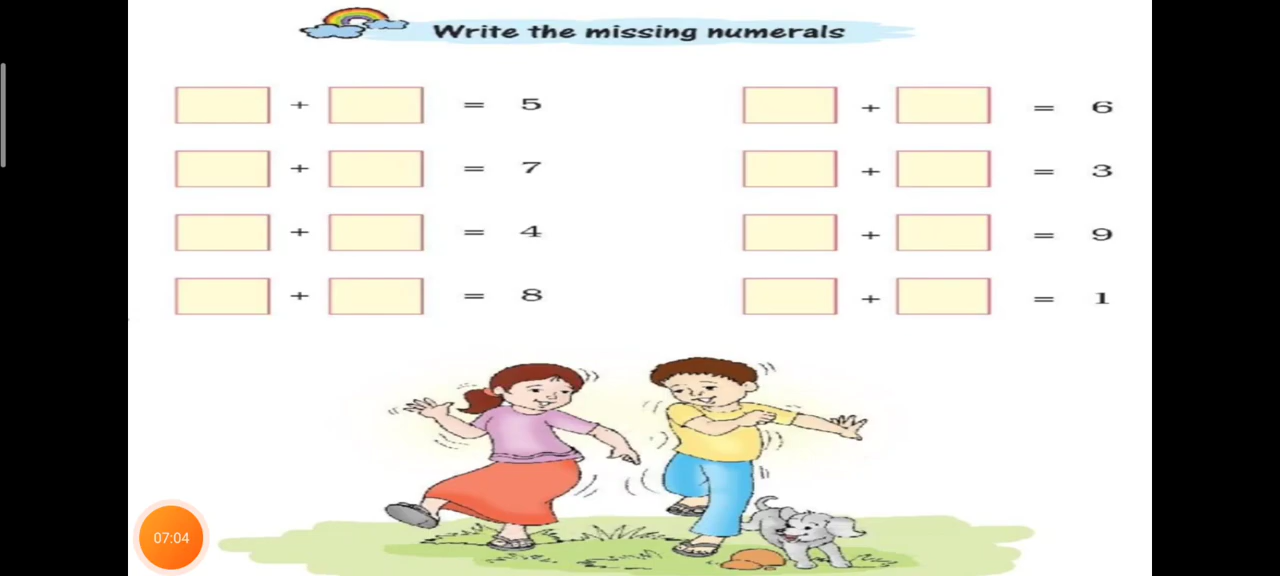 Write the missing numerals
+ = 5 + = 6
+ = 7 + = 3
+ = 4 + = 9
+ = 8 + = 1
07:04